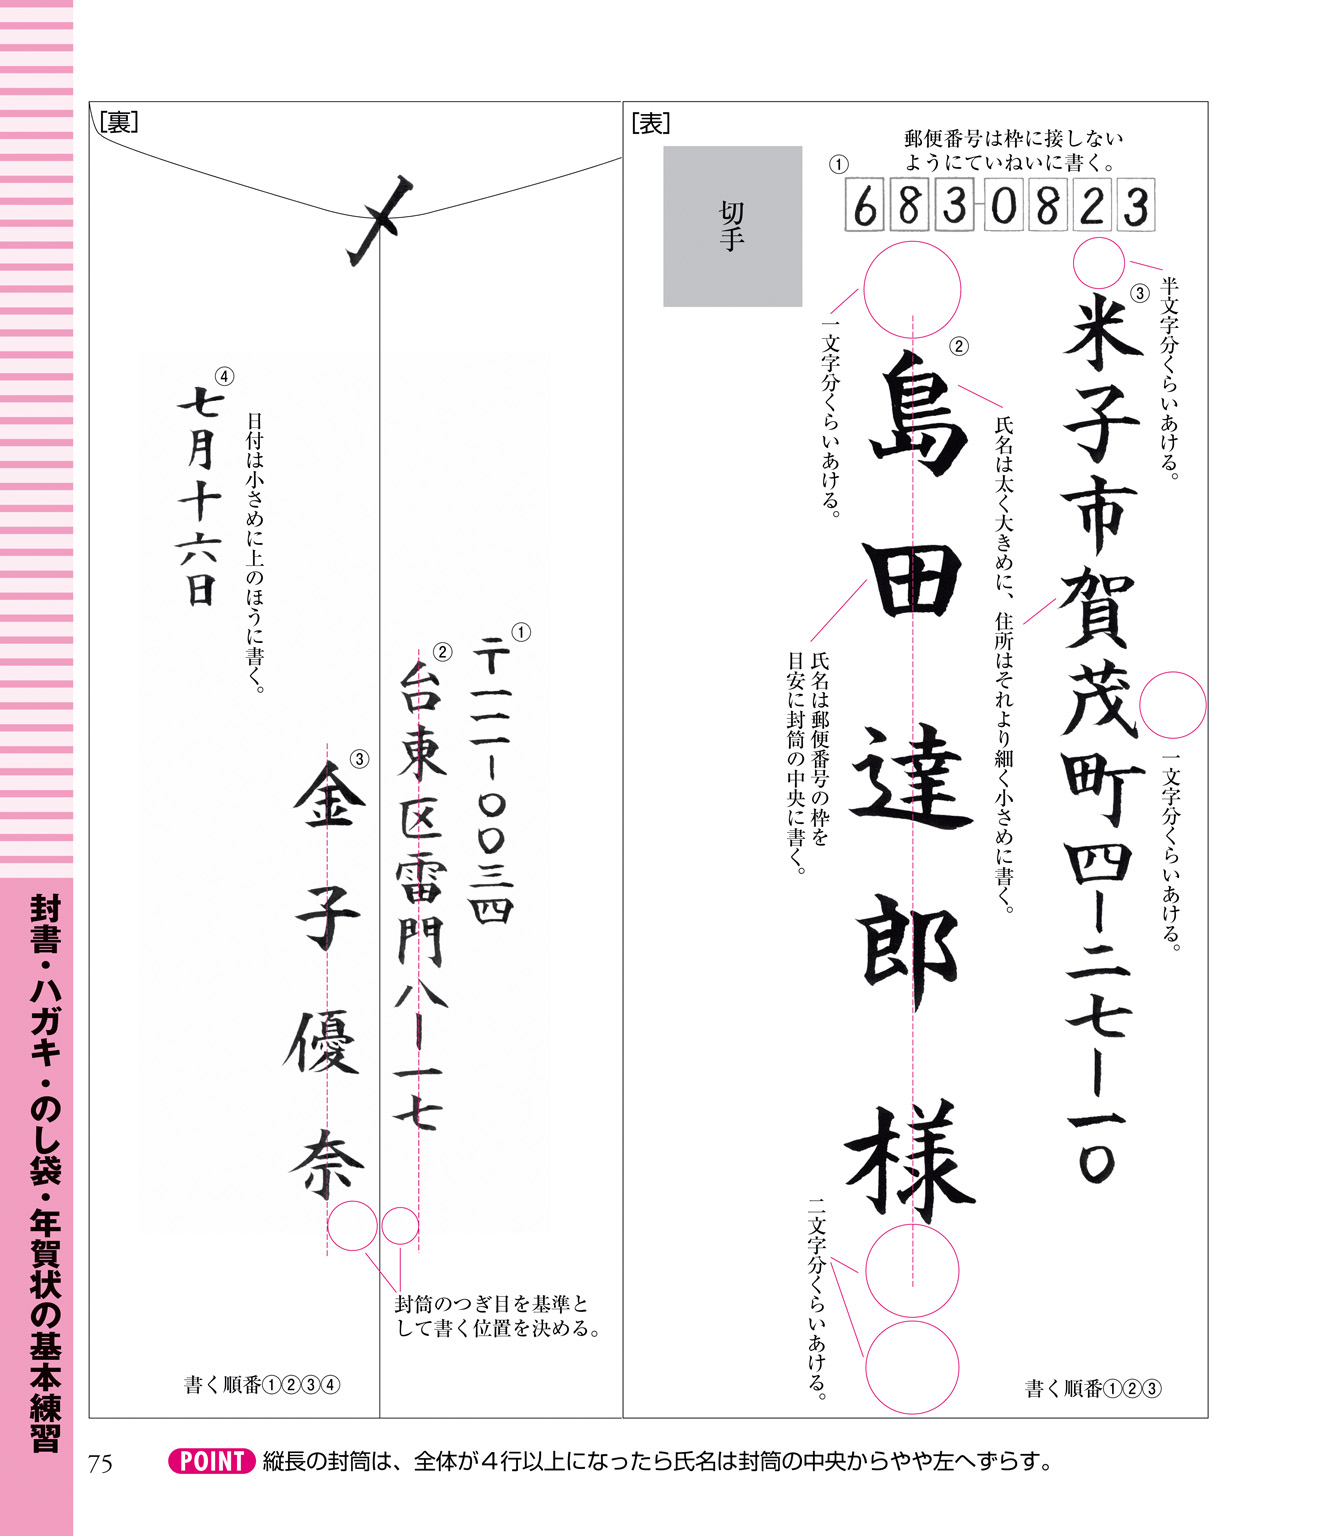 [表]
切手
郵便番号は枠に接しない
ようにていねいに書く。
①
683-0823
半文字分くらいあける。
③
米子市賀茂町四ー二七ー一〇
一文字分くらいあける。
氏名は太く大きめに、住所はそれより細く小さめに書く。
②
島田達郎様
一文字分くらいあける。
氏名は郵便番号の枠を
目安に封筒の中央に書く。
二文字分くらいあける。
書く順番①②③
[裏]
〆
①
〒一一一ー〇〇三四
②
台東区雷門八ー一七
③
金子優奈
日付は小さめに上のほうに書く。
④
七月十六日
封筒のつぎ目を基準と
して書く位置を決める。
書く順番①②③④
封書・ハガキ・のし袋・年賀状の基本練習
75
POINT 縦長の封筒は、全体が4行以上になったら氏名は封筒の中央からやや左へずらす。